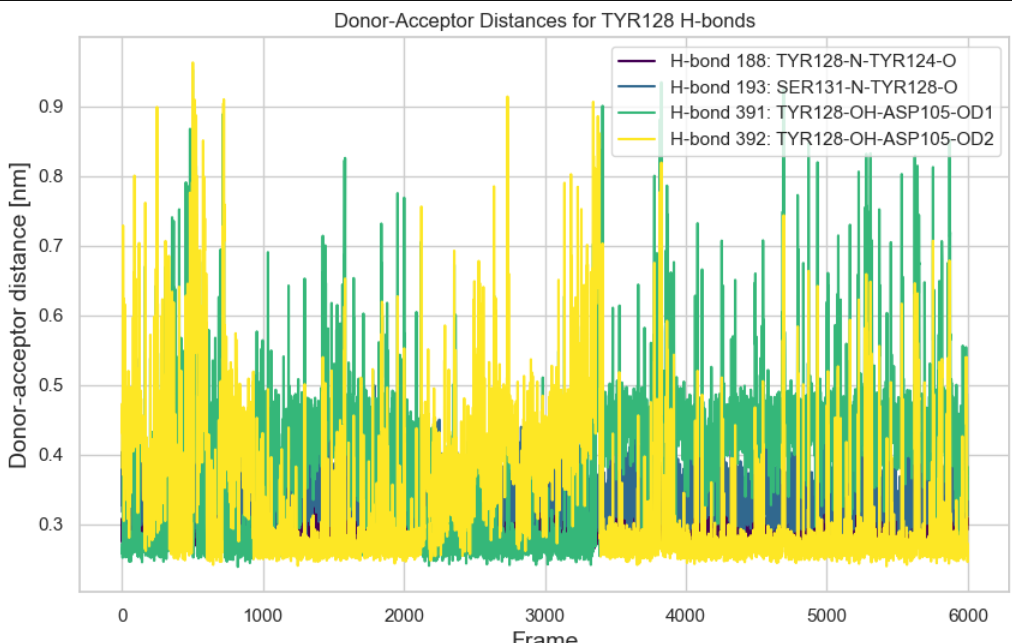 Donor-Acceptor Distances for TYR128 H-bonds
H-bond 188: TYR128-N-TYR124-O
H-bond 193: SER131-N-TYR128-O
H-bond 391: TYR128-OH-ASP105-OD1
H-bond 392: TYR128-OH-ASP105-OD2
Donor-acceptor distance [nm]
0.9
0.8
0.7
0.6
0.5
0.4
0.3
0 1000 2000 3000 4000 5000 6000
Frame